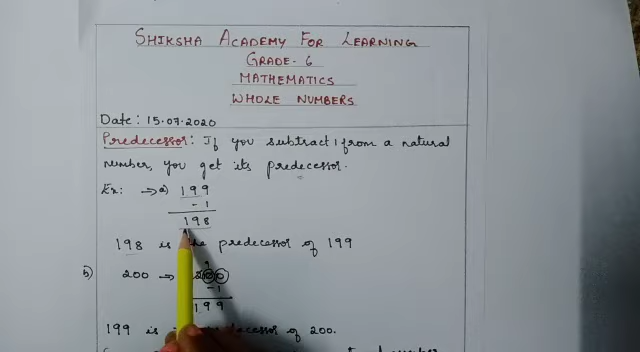 SHIKSHA ACADEMY FOR LEARNING
GRADE-6
MATHEMATICS
WHOLE NUMBERS
Date: 15.07.2020
Predecessor: If you subtract 1 from a natural
number, you get its predecessor.
Ex: → a) 199
-1
198
198 is the predecessor of 199
b) 200 → 200
-1
199
199 is of 200.